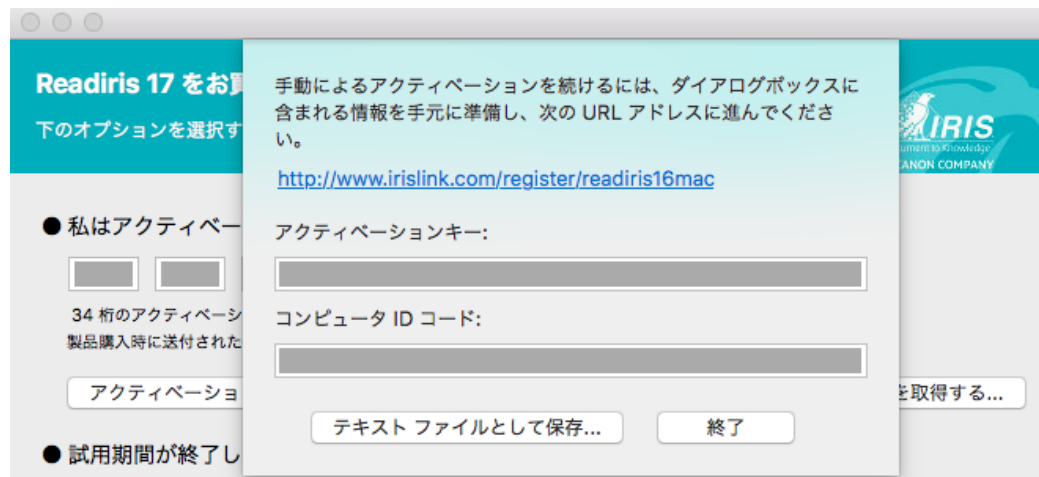 Readiris 17 をお買
下のオプションを選択す
手動によるアクティベーションを続けるには、ダイアログボックスに
含まれる情報を手元に準備し、次の URL アドレスに進んでくださ
い。
http://www.irislink.com/register/readiris16mac
IRIS
ument to Knowledge
ANON COMPANY
● 私はアクティベー
アクティベーションキー:
34 桁のアクティベーシ
製品購入時に送付された
コンピュータ ID コード:
アクティベーショ
を取得する...
テキスト ファイルとして保存...
終了
● 試用期間が終了し